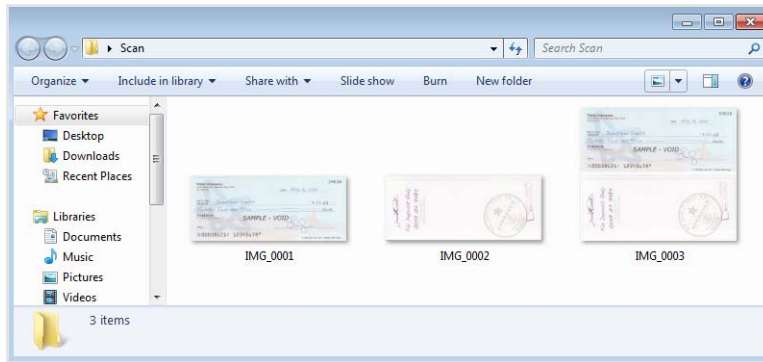 Scan
Search Scan
Organize
Include in library
Share with
Slide show
Burn
New folder
Favorites
Desktop
Downloads
Recent Places
Libraries
Documents
Music
Pictures
Videos
SAMPLE - VOID
IMG_0001
IMG_0002
SAMPLE - VOID
IMG_0003
3 items